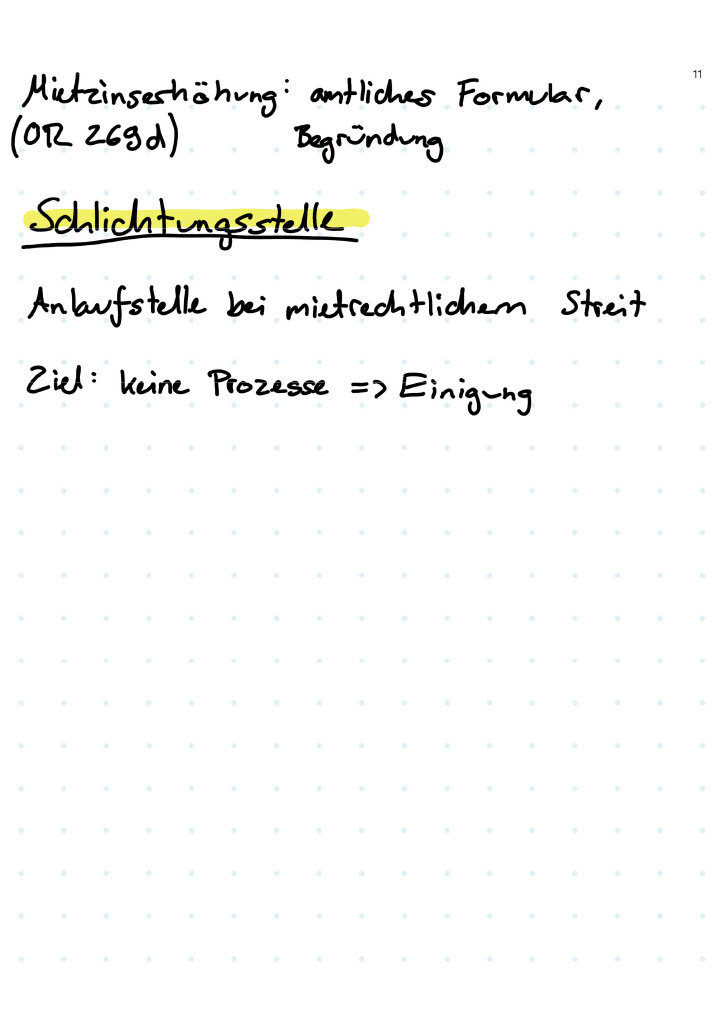 11
Mietzinserhöhung: amtliches Formular,
(OR 269d) Begründung
Schlichtungsstelle
Anlaufstelle bei mietrechtlichem Streit
Ziel: keine Prozesse => Einigung